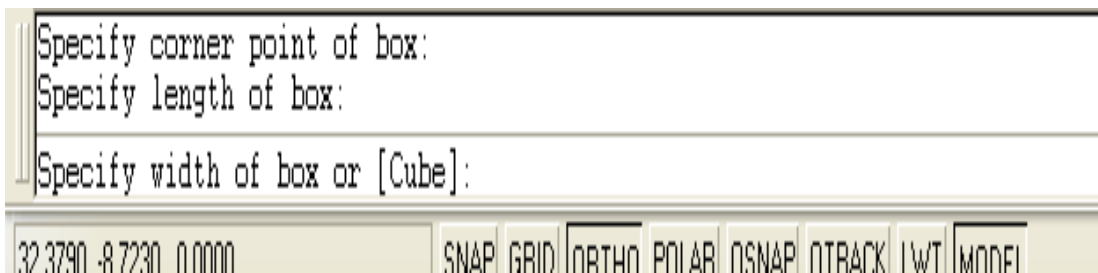 Specify corner point of box:
Specify length of box:
Specify width of box or [Cube]:
32.3790, -8.7230, 0.0000 SNAP GRID ORTHO POLAR OSNAP OTRACK LWT MODEL